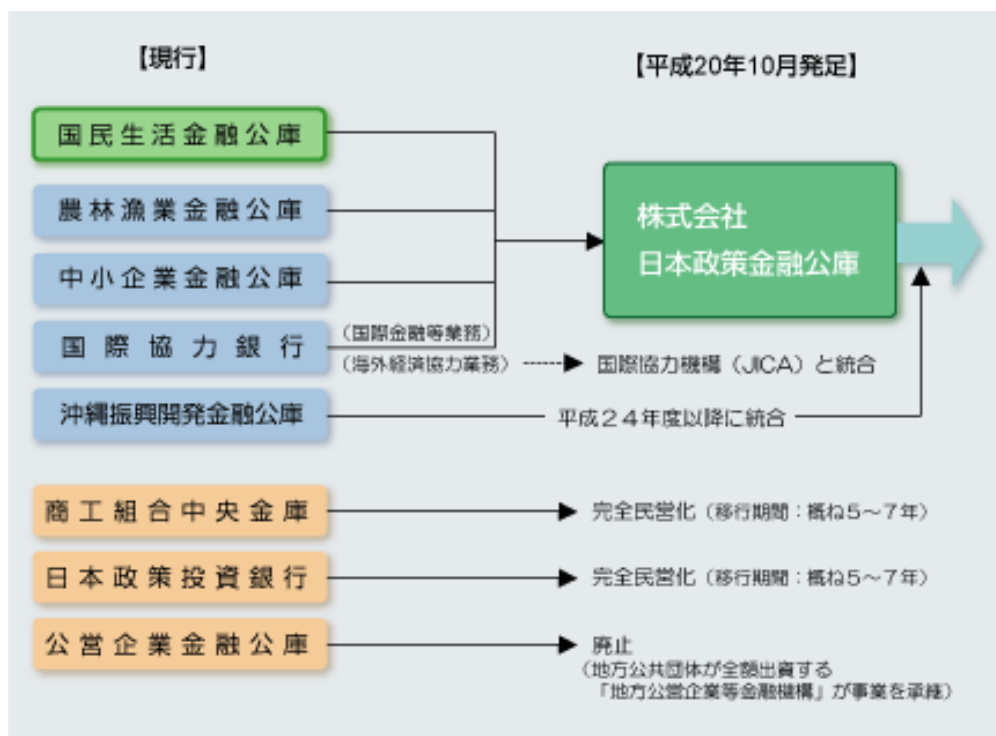 【現行】
【平成20年10月発足】
国民生活金融公庫
農林漁業金融公庫
中小企業金融公庫
国際協力銀行
(国際金融等業務)
(海外経済協力業務)
国際協力機構(JICA)と統合
沖縄振興開発金融公庫
平成24年度以降に統合
株式会社
日本政策金融公庫
商工組合中央金庫
完全民営化(移行期間:概ね5~7年)
日本政策投資銀行
完全民営化(移行期間:概ね5~7年)
公営企業金融公庫
廃止
(地方公共団体が全額出資する
「地方公営企業等金融機構」が事業を承継)